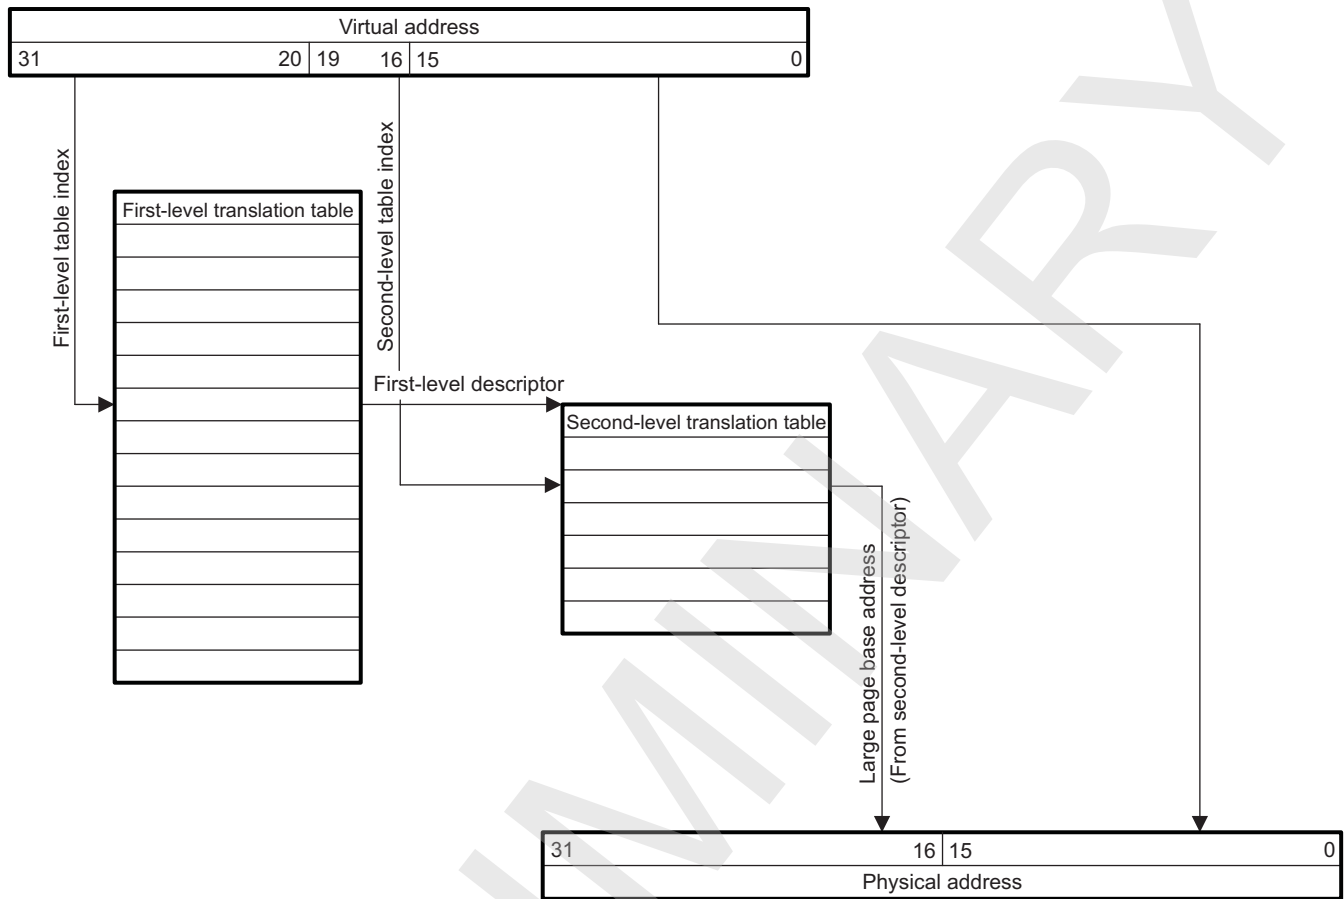 Virtual address
31 20 19 16 15 0
First-level table index
Second-level table index
First-level translation table
First-level descriptor
Second-level translation table
Large page base address
(From second-level descriptor)
31 16 15 0
Physical address
MINARY